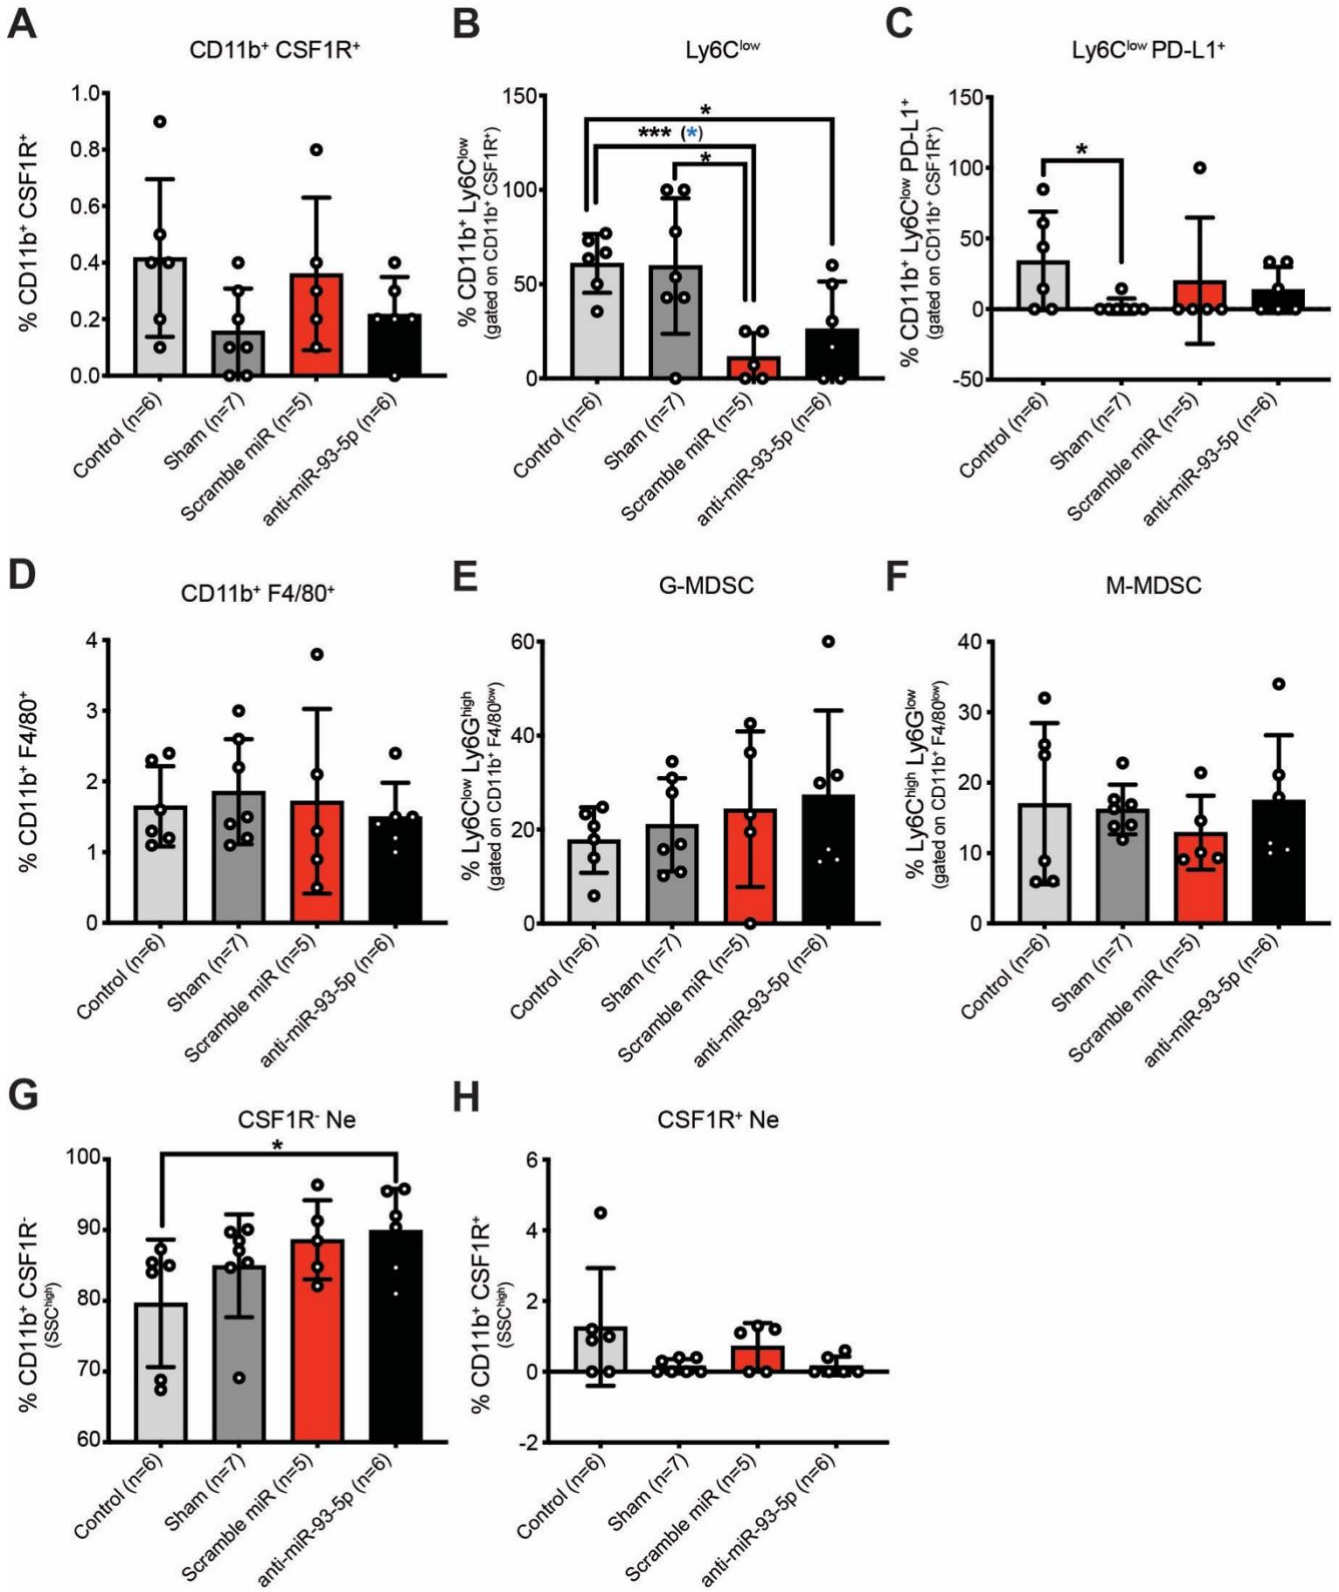 A
CD11b⁺ CSF1R⁺
% CD11b⁺ CSF1R⁺
1.0
0.8
0.6
0.4
0.2
0.0
Control (n=6)
Sham (n=7)
Scramble miR (n=5)
anti-miR-93-5p (n=6)
B
Ly6Cˡᵒʷ
% CD11b⁺ Ly6Cˡᵒʷ
(gated on CD11b⁺ CSF1R⁺)
150
100
50
0
*
*** (*)
*
Control (n=6)
Sham (n=7)
Scramble miR (n=5)
anti-miR-93-5p (n=6)
C
Ly6Cˡᵒʷ PD-L1⁺
% CD11b⁺ Ly6Cˡᵒʷ PD-L1⁺
(gated on CD11b⁺ CSF1R⁺)
150
100
50
0
-50
*
Control (n=6)
Sham (n=7)
Scramble miR (n=5)
anti-miR-93-5p (n=6)
D
CD11b⁺ F4/80⁺
% CD11b⁺ F4/80⁺
4
3
2
1
0
Control (n=6)
Sham (n=7)
Scramble miR (n=5)
anti-miR-93-5p (n=6)
E
G-MDSC
% Ly6Cˡᵒʷ Ly6Gʰⁱᵍʰ
(gated on CD11b⁺ F4/80ˡᵒʷ)
60
40
20
0
Control (n=6)
Sham (n=7)
Scramble miR (n=5)
anti-miR-93-5p (n=6)
F
M-MDSC
% Ly6Cʰⁱᵍʰ Ly6Gˡᵒʷ
(gated on CD11b⁺ F4/80ˡᵒʷ)
40
30
20
10
0
Control (n=6)
Sham (n=7)
Scramble miR (n=5)
anti-miR-93-5p (n=6)
G
CSF1R⁻ Ne
% CD11b⁺ CSF1R⁻
(SSCʰⁱᵍʰ)
100
90
80
70
60
*
Control (n=6)
Sham (n=7)
Scramble miR (n=5)
anti-miR-93-5p (n=6)
H
CSF1R⁺ Ne
% CD11b⁺ CSF1R⁺
(SSCʰⁱᵍʰ)
6
4
2
0
-2
Control (n=6)
Sham (n=7)
Scramble miR (n=5)
anti-miR-93-5p (n=6)